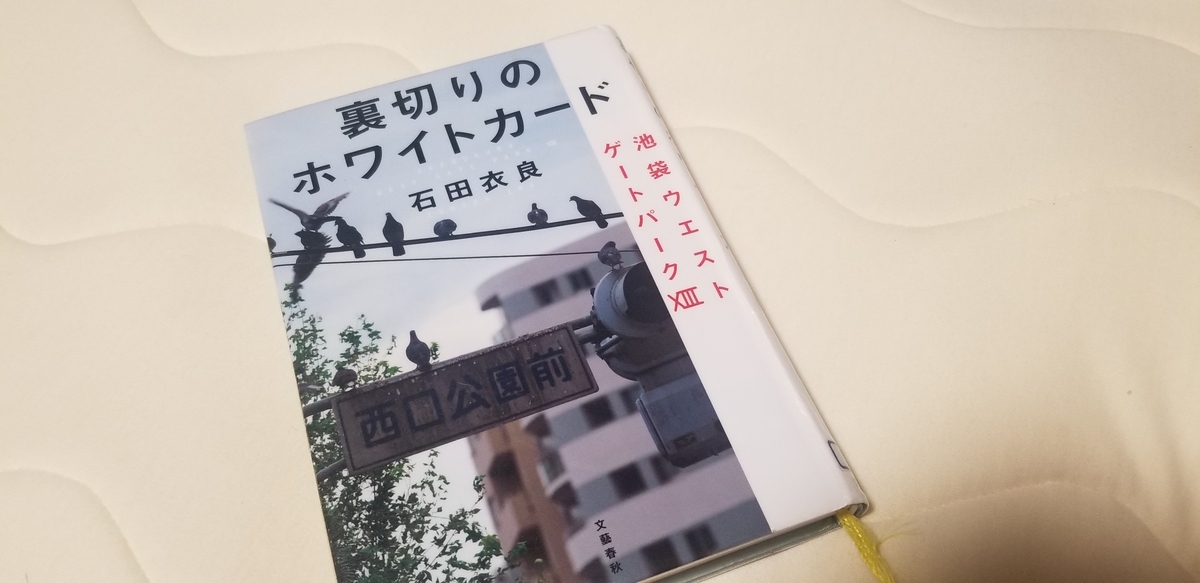 裏切りの
ホワイトカード
石田衣良
池袋ウエスト
ゲートパークXIII
西口公園前
文藝春秋